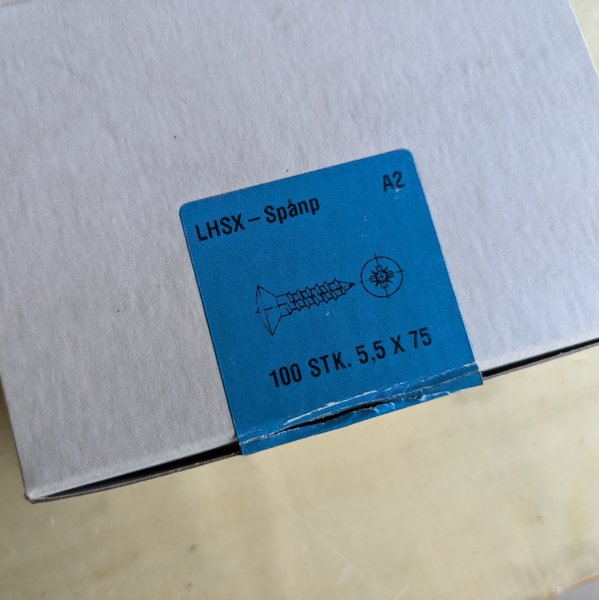 A2
LHSX – Spånp
100 STK. 5,5 X 75